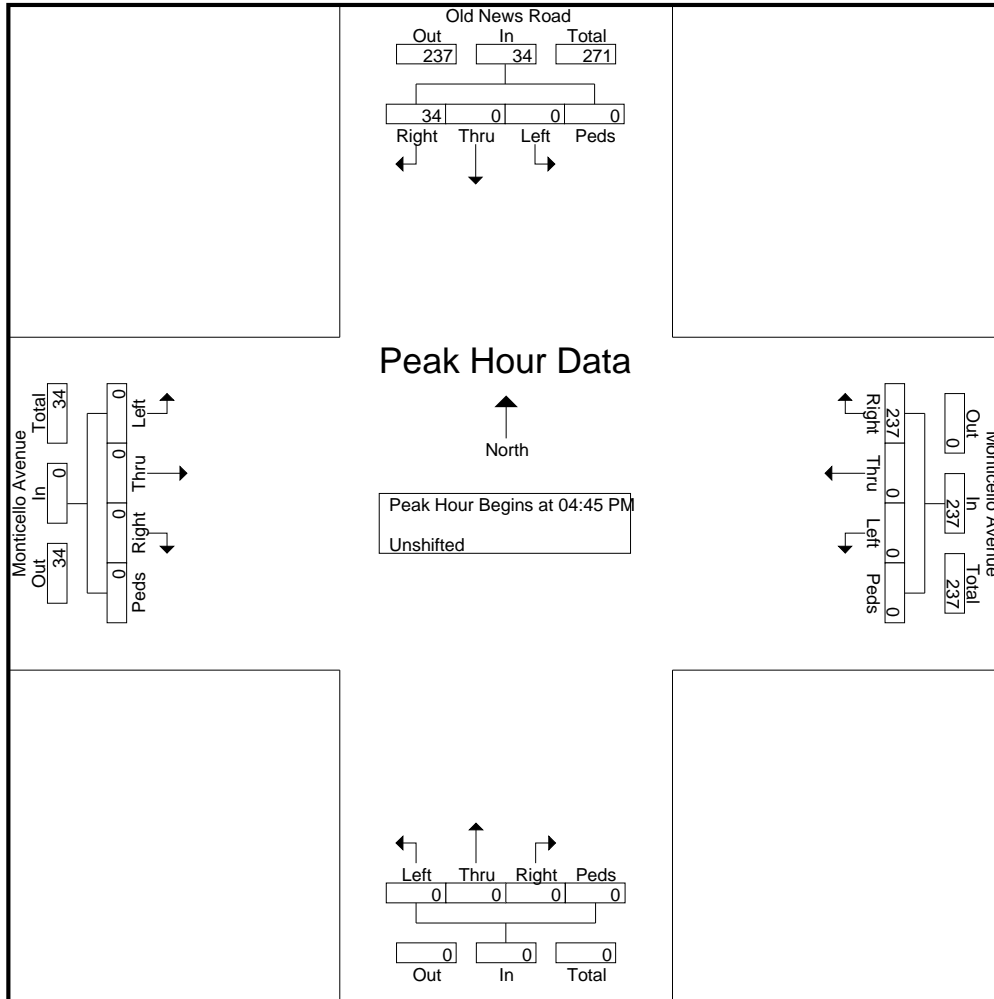 Old News Road
Out In Total
237 34 271
34 0 0 0
Right Thru Left Peds
Peak Hour Data
North
Peak Hour Begins at 04:45 PM
Unshifted
Monticello Avenue
Out In Total
34 0 34
0 0 0 0
Peds Right Thru Left
Right Thru Left Peds
237 0 0 0
Out In Total
0 237 237
Monticello Avenue
Left Thru Right Peds
0 0 0 0
0 0 0
Out In Total